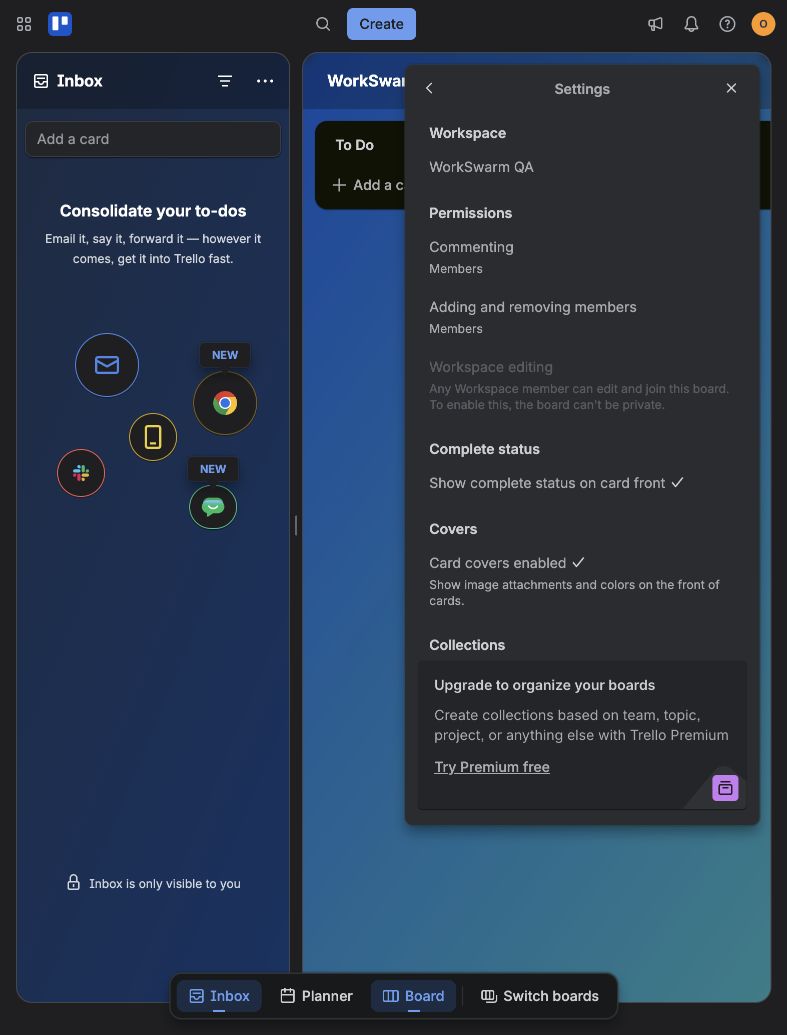 Create
O
Inbox
Add a card
Consolidate your to-dos
Email it, say it, forward it — however it
comes, get it into Trello fast.
NEW
NEW
Inbox is only visible to you
WorkSwar
To Do
Add a c
Settings
Workspace
WorkSwarm QA
Permissions
Commenting
Members
Adding and removing members
Members
Workspace editing
Any Workspace member can edit and join this board.
To enable this, the board can't be private.
Complete status
Show complete status on card front
Covers
Card covers enabled
Show image attachments and colors on the front of
cards.
Collections
Upgrade to organize your boards
Create collections based on team, topic,
project, or anything else with Trello Premium
Try Premium free
Inbox
Planner
Board
Switch boards